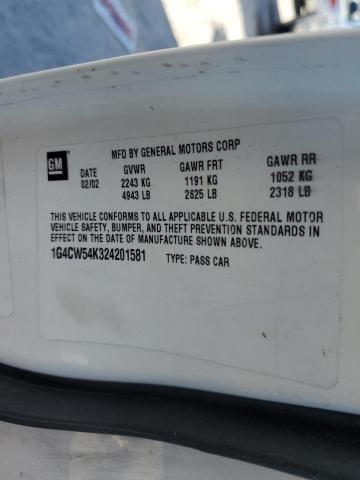 GM
MFD BY GENERAL MOTORS CORP
DATE GVWR GAWR FRT GAWR RR
02/02 2243 KG 1191 KG 1052 KG
4943 LB 2625 LB 2318 LB
THIS VEHICLE CONFORMS TO ALL APPLICABLE U.S. FEDERAL MOTOR
VEHICLE SAFETY, BUMPER, AND THEFT PREVENTION STANDARDS IN
EFFECT ON THE DATE OF MANUFACTURE SHOWN ABOVE.
1G4CW54K324201581 TYPE: PASS CAR